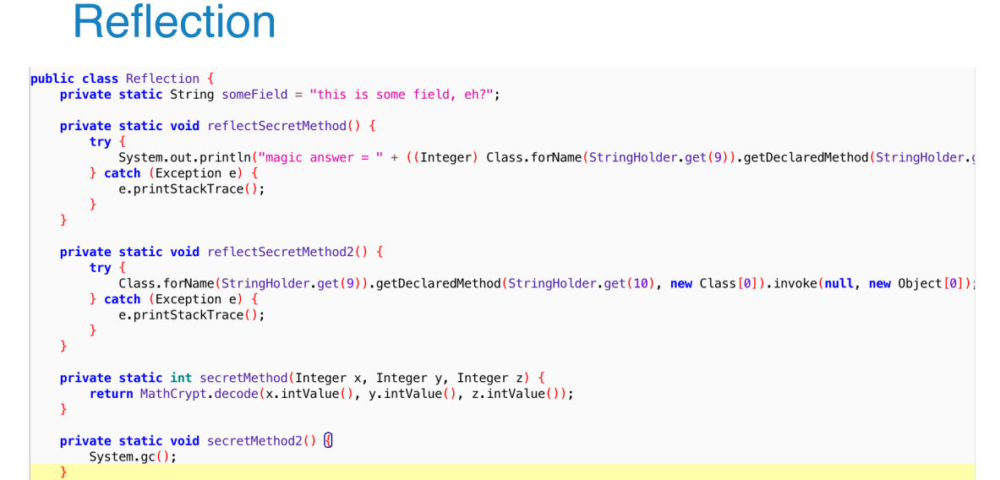 Reflection
public class Reflection {
    private static String someField = "this is some field, eh?";
    private static void reflectSecretMethod() {
        try {
            System.out.println("magic answer = " + ((Integer) Class.forName(StringHolder.get(9)).getDeclaredMethod(StringHolder.g
        } catch (Exception e) {
            e.printStackTrace();
        }
    }
    private static void reflectSecretMethod2() {
        try {
            Class.forName(StringHolder.get(9)).getDeclaredMethod(StringHolder.get(10), new Class[0]).invoke(null, new Object[0]);
        } catch (Exception e) {
            e.printStackTrace();
        }
    }
    private static int secretMethod(Integer x, Integer y, Integer z) {
        return MathCrypt.decode(x.intValue(), y.intValue(), z.intValue());
    }
    private static void secretMethod2() {
        System.gc();
    }